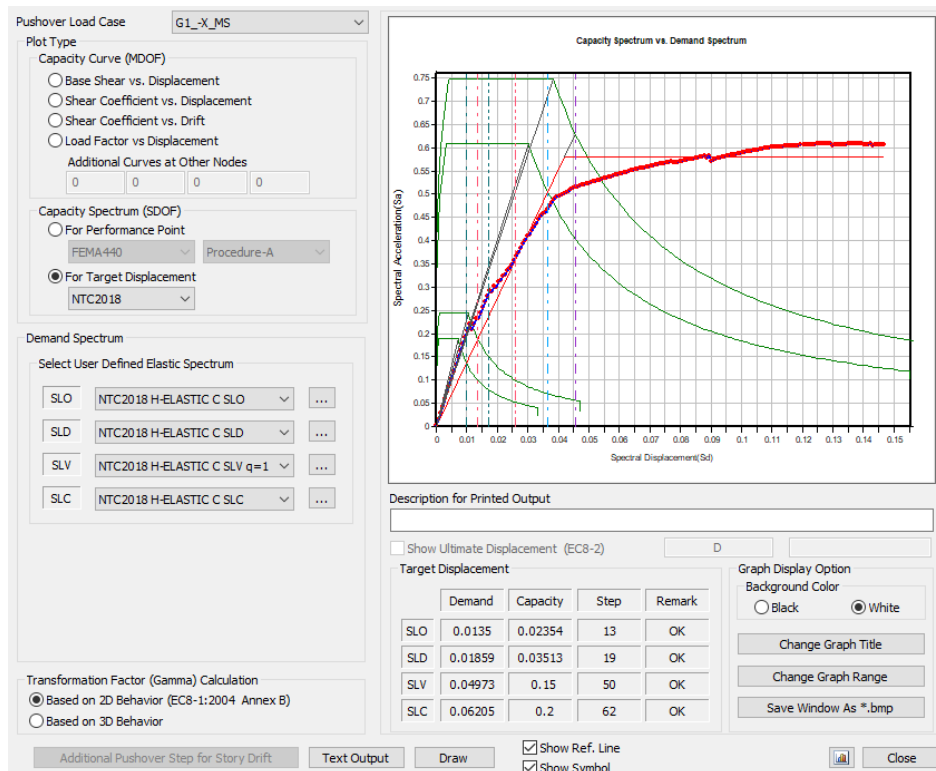 Pushover Load Case
G1_-X_MS
Plot Type
Capacity Curve (MDOF)
Base Shear vs. Displacement
Shear Coefficient vs. Displacement
Shear Coefficient vs. Drift
Load Factor vs Displacement
Additional Curves at Other Nodes
0 0 0 0
Capacity Spectrum (SDOF)
For Performance Point
FEMA440 Procedure-A
For Target Displacement
NTC2018
Demand Spectrum
Select User Defined Elastic Spectrum
SLO NTC2018 H-ELASTIC C SLO ...
SLD NTC2018 H-ELASTIC C SLD ...
SLV NTC2018 H-ELASTIC C SLV q=1 ...
SLC NTC2018 H-ELASTIC C SLC ...
Transformation Factor (Gamma) Calculation
Based on 2D Behavior (EC8-1:2004 Annex B)
Based on 3D Behavior
Capacity Spectrum vs. Demand Spectrum
Spectral Acceleration(Sa)
0.75
0.7
0.65
0.6
0.55
0.5
0.45
0.4
0.35
0.3
0.25
0.2
0.15
0.1
0.05
0
0 0.01 0.02 0.03 0.04 0.05 0.06 0.07 0.08 0.09 0.1 0.11 0.12 0.13 0.14 0.15
Spectral Displacement(Sd)
Description for Printed Output
Show Ultimate Displacement (EC8-2) D
Target Displacement
Demand Capacity Step Remark
SLO 0.0135 0.02354 13 OK
SLD 0.01859 0.03513 19 OK
SLV 0.04973 0.15 50 OK
SLC 0.06205 0.2 62 OK
Graph Display Option
Background Color
Black White
Change Graph Title
Change Graph Range
Save Window As *.bmp
Additional Pushover Step for Story Drift Text Output Draw
Show Ref. Line
Show Symbol
Close